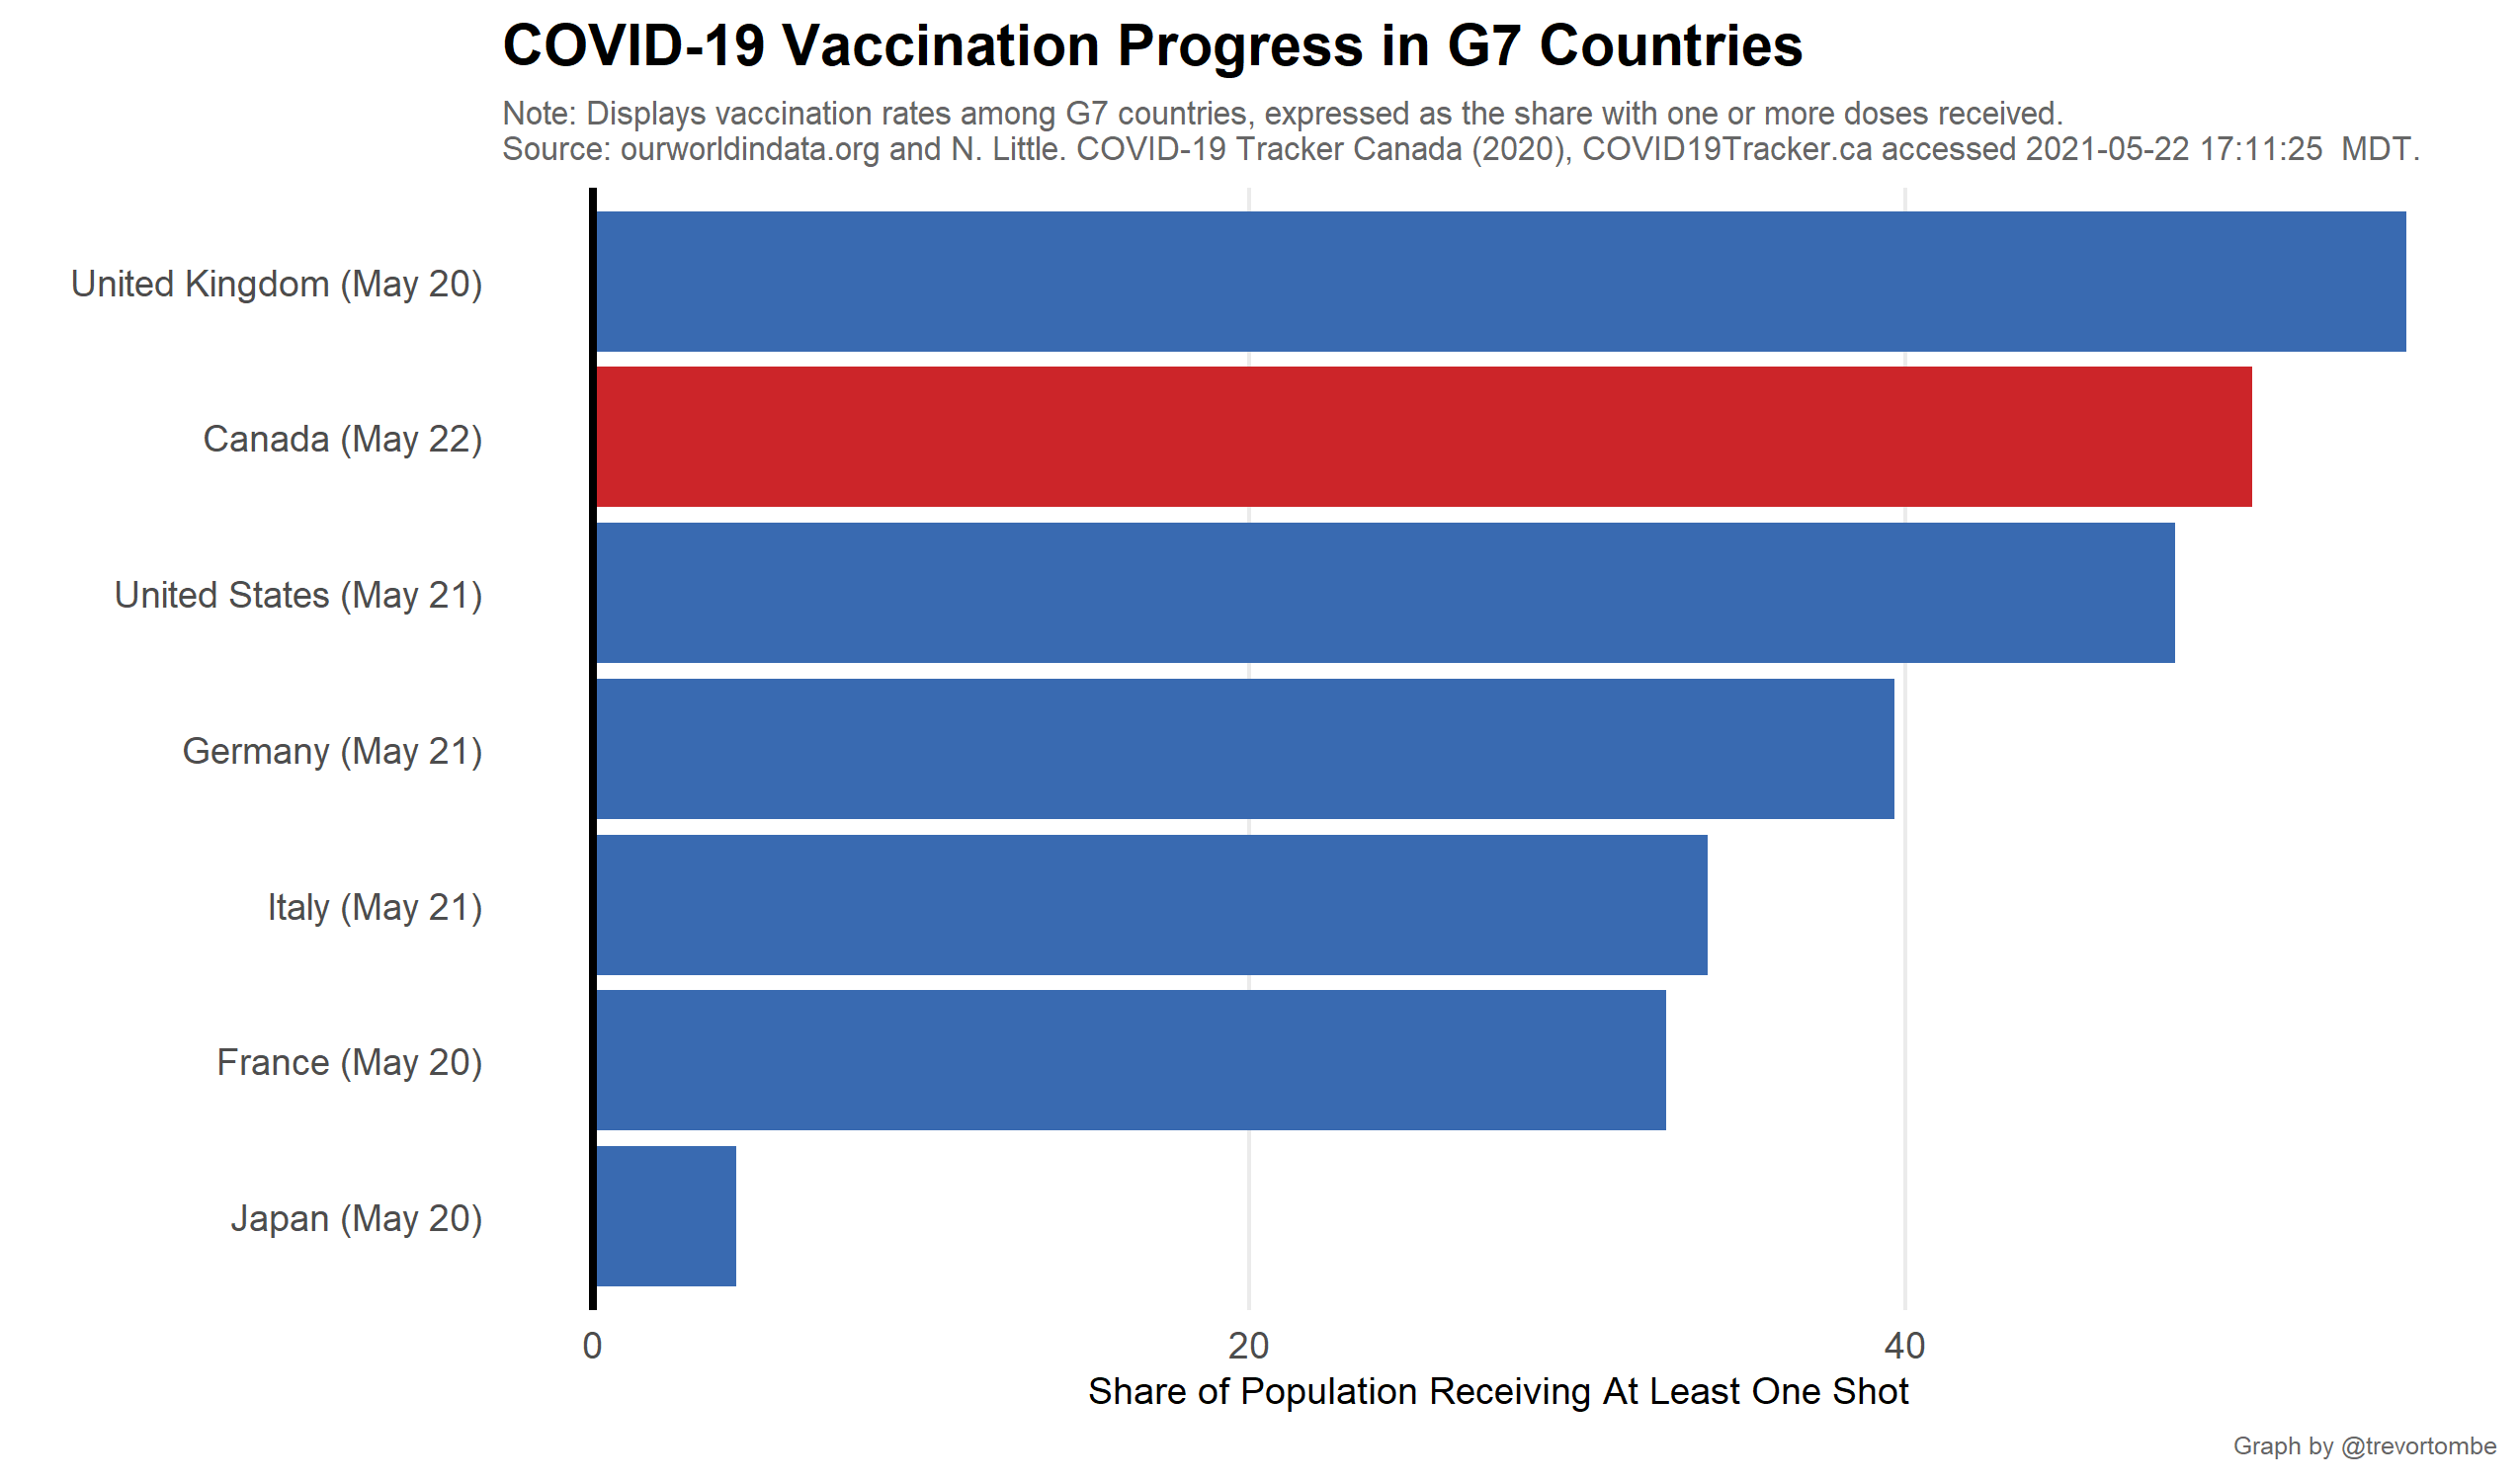 COVID-19 Vaccination Progress in G7 Countries
Note: Displays vaccination rates among G7 countries, expressed as the share with one or more doses received.
Source: ourworldindata.org and N. Little. COVID-19 Tracker Canada (2020), COVID19Tracker.ca accessed 2021-05-22 17:11:25  MDT.
United Kingdom (May 20)
Canada (May 22)
United States (May 21)
Germany (May 21)
Italy (May 21)
France (May 20)
Japan (May 20)
0 20 40
Share of Population Receiving At Least One Shot
Graph by @trevortombe